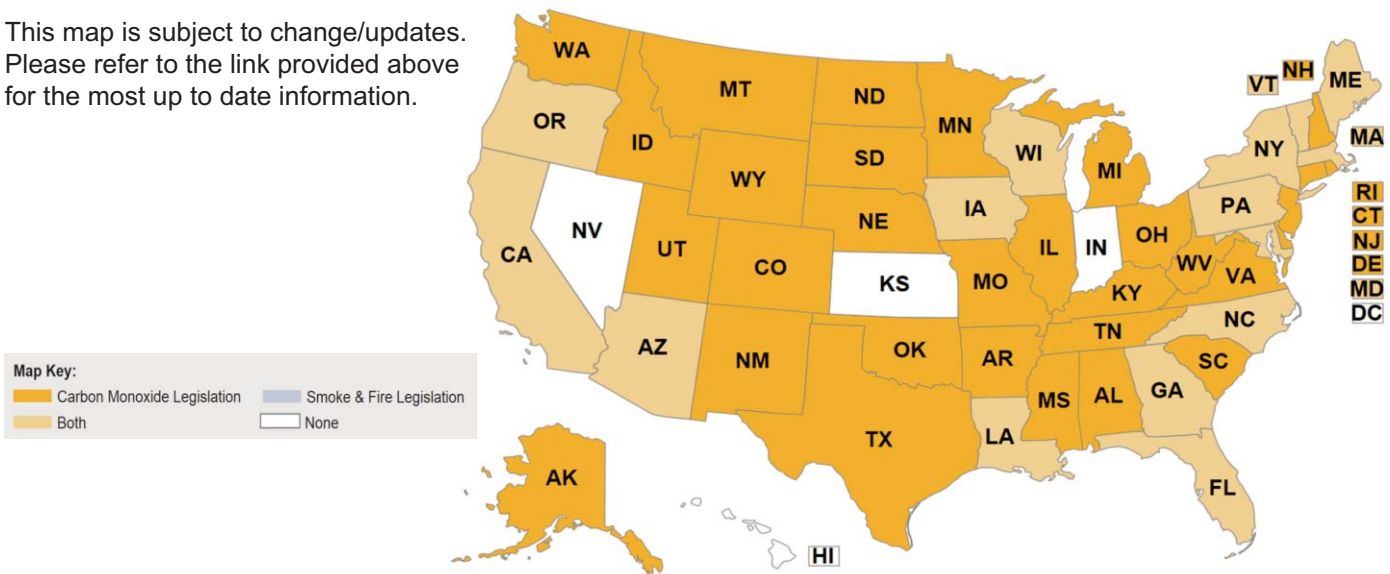 This map is subject to change/updates.
Please refer to the link provided above
for the most up to date information.
WA
MT
ND
MN
VT
NH
ME
OR
ID
SD
WI
MI
NY
MA
WY
RI
CT
NJ
DE
MD
DC
NE
IA
PA
NV
UT
CO
IL
IN
OH
WV
VA
CA
KS
MO
KY
NC
AZ
NM
OK
AR
TN
SC
MS
AL
GA
TX
LA
FL
AK
HI
Map Key:
Carbon Monoxide Legislation
Smoke & Fire Legislation
Both
None